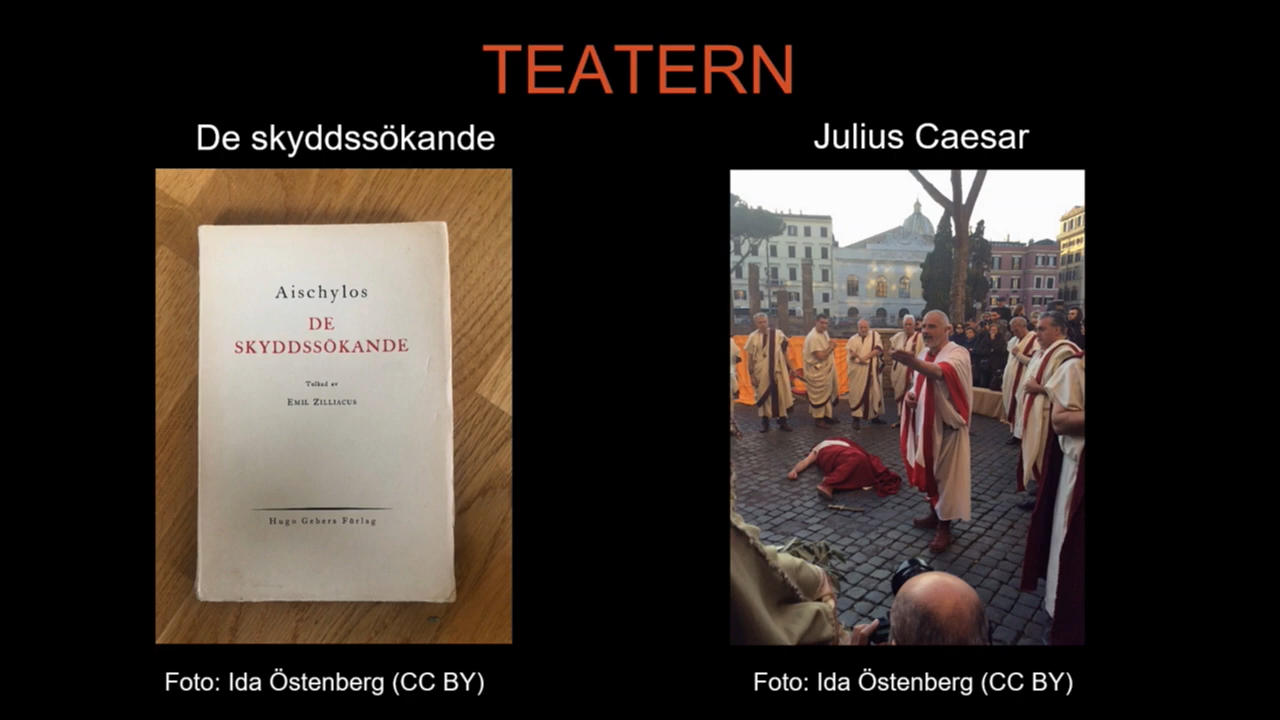 TEATERN
De skyddssökande
Aischylos
DE
SKYDDSSÖKANDE
Tolkad av
EMIL ZILLIACUS
Hugo Gebers Förlag
Foto: Ida Östenberg (CC BY)
Julius Caesar
Foto: Ida Östenberg (CC BY)